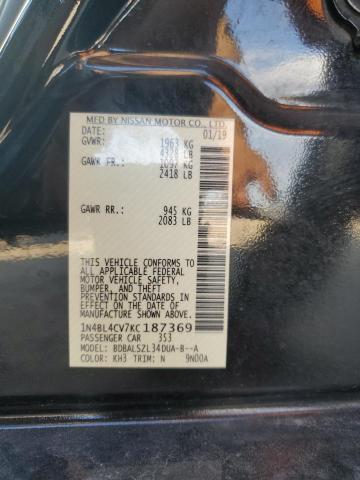 MFD BY NISSAN MOTOR CO., LTD.
DATE: 01/19
GVWR: 1963 KG
4328 LB
GAWR FR: 1097 KG
2418 LB
GAWR RR: 945 KG
2083 LB
THIS VEHICLE CONFORMS TO ALL
APPLICABLE FEDERAL
MOTOR VEHICLE SAFETY,
BUMPER, AND THEFT
PREVENTION STANDARDS
IN EFFECT ON THE DATE
OF MANUFACTURE SHOWN ABOVE.
1N4BL4CV7KC187369
PASSENGER CAR 353
MODEL: BDBALSZL34DUA-B--A
COLOR: KH3 TRIM: N 9N00A